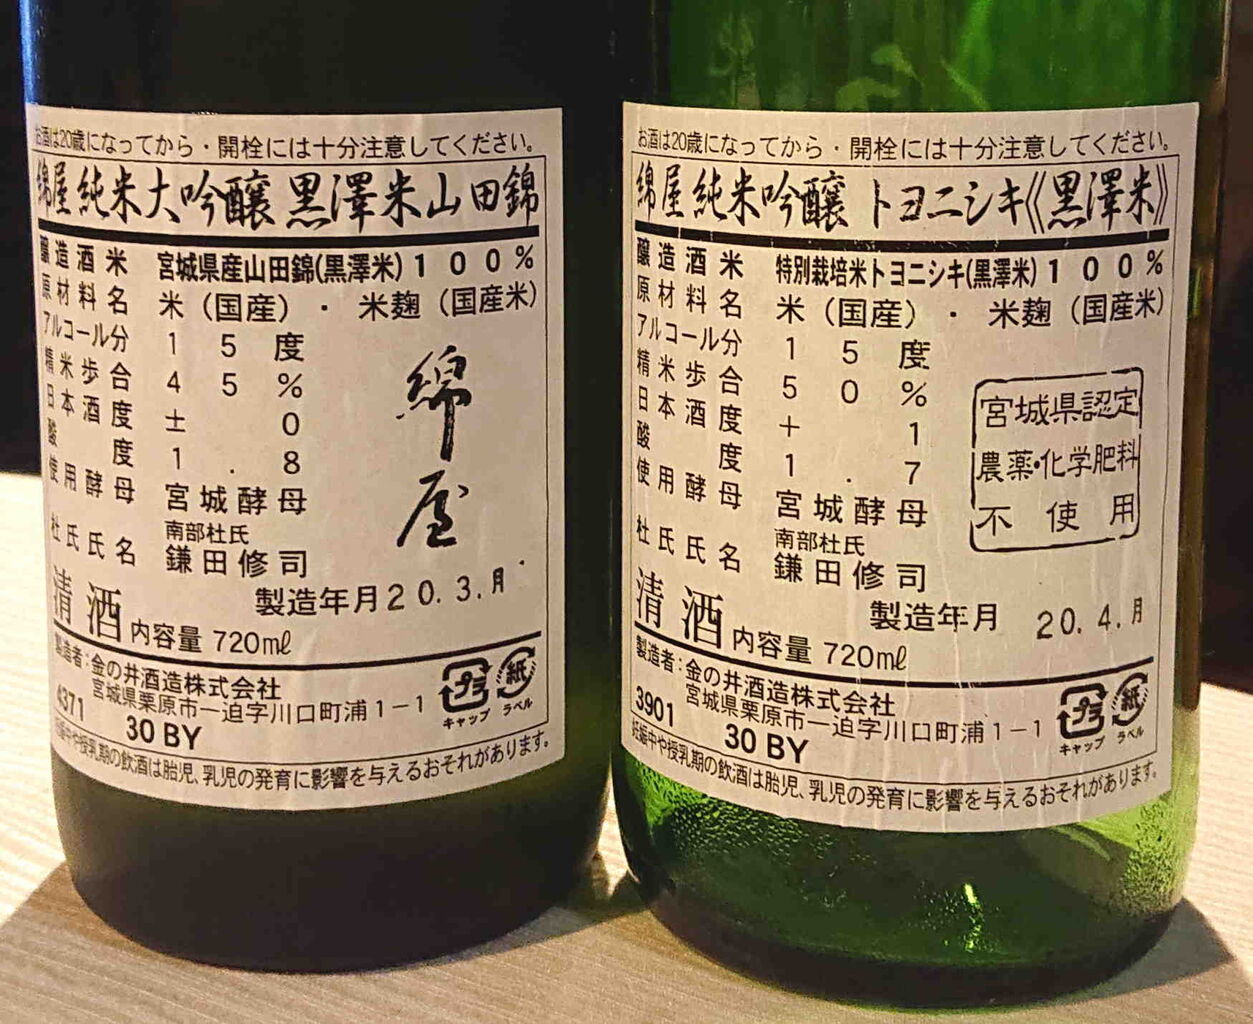 お酒は20歳になってから・開栓には十分注意してください。
綿屋 純米大吟醸 黒澤米山田錦
醸造酒米 宮城県産山田錦(黒澤米)100%
原材料名 米(国産)・米麹(国産米)
アルコール分 15度
精米歩合 45%
日本酒度 ±0
酸度 1.8
使用酵母 宮城酵母
南部杜氏
杜氏氏名 鎌田修司
綿屋
清酒 製造年月20.3.月
内容量 720ml
製造者:金の井酒造株式会社
宮城県栗原市一迫字川口町浦1-1
4371 30BY
キャップ ラベル
プラ 紙
妊娠中や授乳期の飲酒は胎児、乳児の発育に影響を与えるおそれがあります。
お酒は20歳になってから・開栓には十分注意してください。
綿屋 純米吟醸 トヨニシキ《黒澤米》
醸造酒米 特別栽培米トヨニシキ(黒澤米)100%
原材料名 米(国産)・米麹(国産米)
アルコール分 15度
精米歩合 50%
日本酒度 +1
酸度 1.7
使用酵母 宮城酵母
南部杜氏
杜氏氏名 鎌田修司
宮城県認定
農薬・化学肥料
不使用
清酒 製造年月 20.4.月
内容量 720ml
製造者:金の井酒造株式会社
宮城県栗原市一迫字川口町浦1-1
3901 30BY
プラ 紙
キャップ ラベル
妊娠中や授乳期の飲酒は胎児、乳児の発育に影響を与えるおそれがあります。